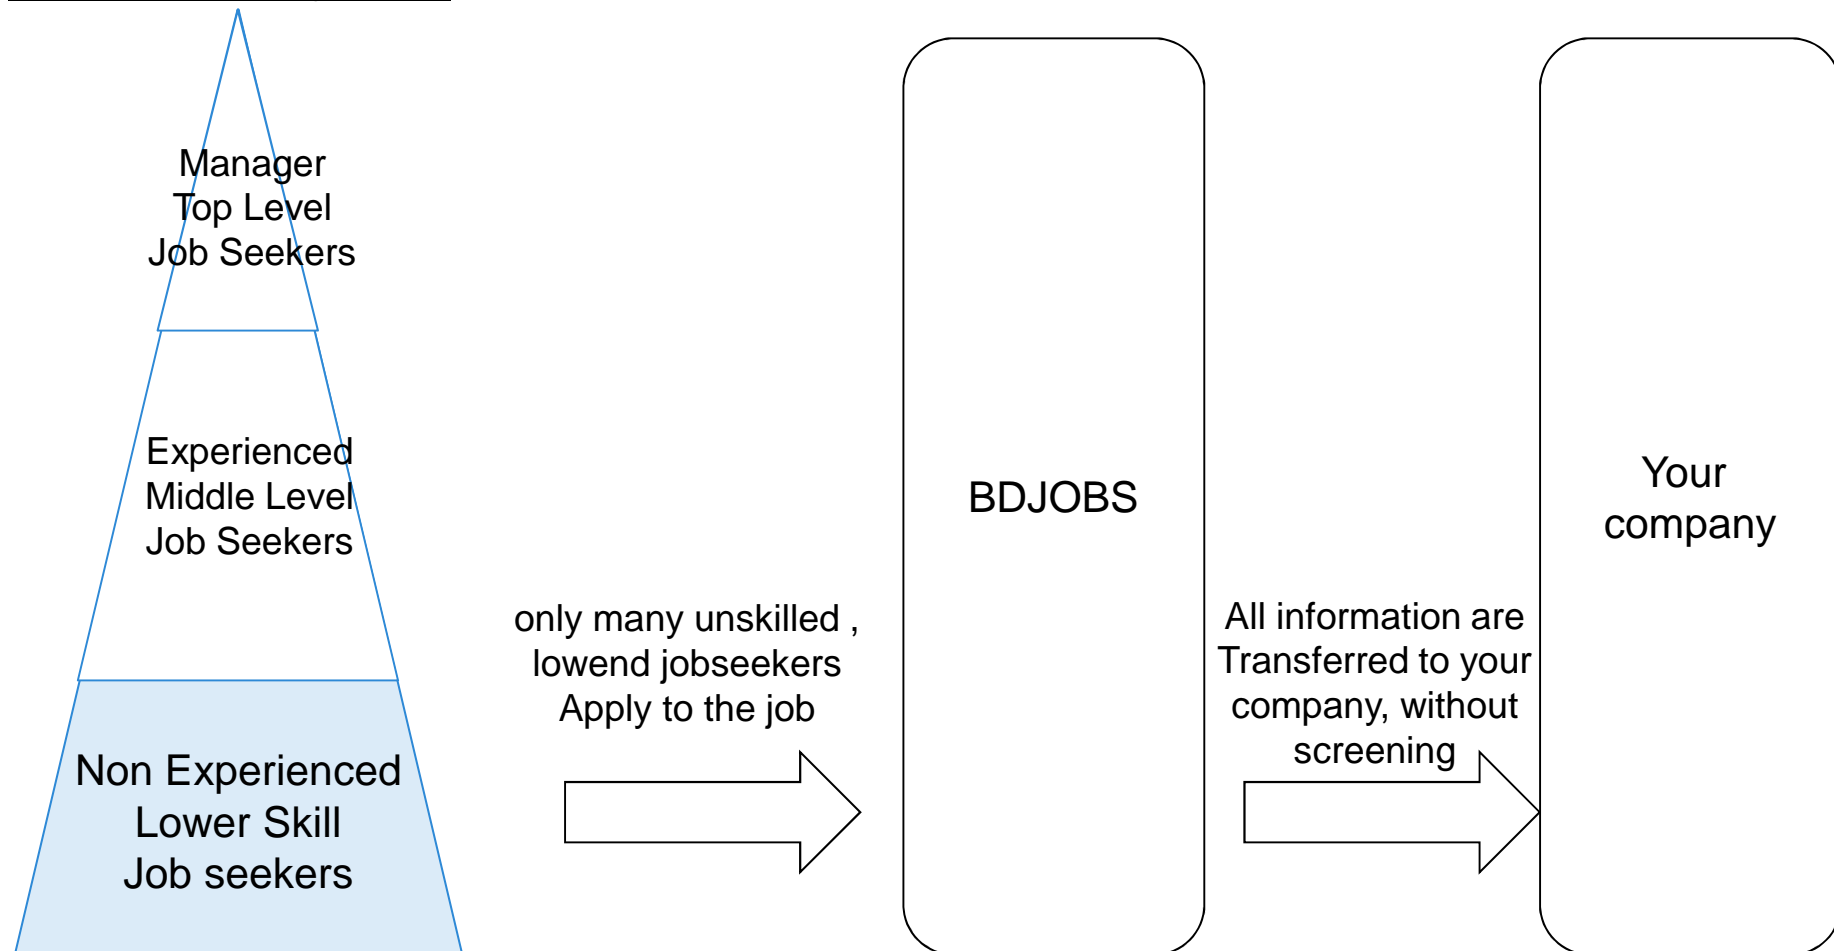 Manager
Top Level
Job Seekers
Experienced
Middle Level
Job Seekers
Non Experienced
Lower Skill
Job seekers
only many unskilled ,
lowend jobseekers
Apply to the job
BDJOBS
All information are
Transferred to your
company, without
screening
Your
company